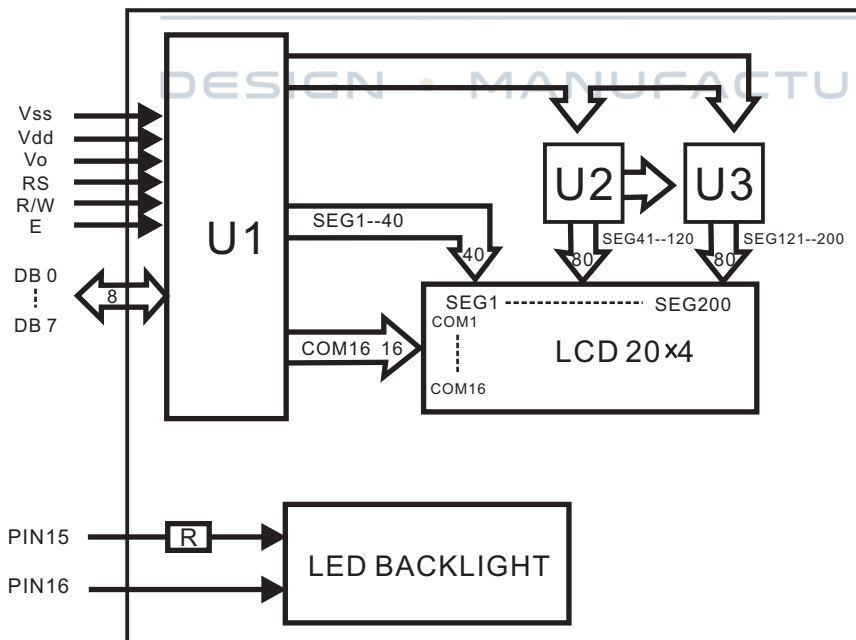 DESIGN • MANUFACTU
Vss
Vdd
Vo
RS
R/W
E
DB 0
DB 7
8
U1
U2
U3
SEG1--40
40
SEG41--120
80
SEG121--200
80
SEG1
SEG200
COM1
COM16
COM16 16
LCD 20×4
PIN15
R
PIN16
LED BACKLIGHT